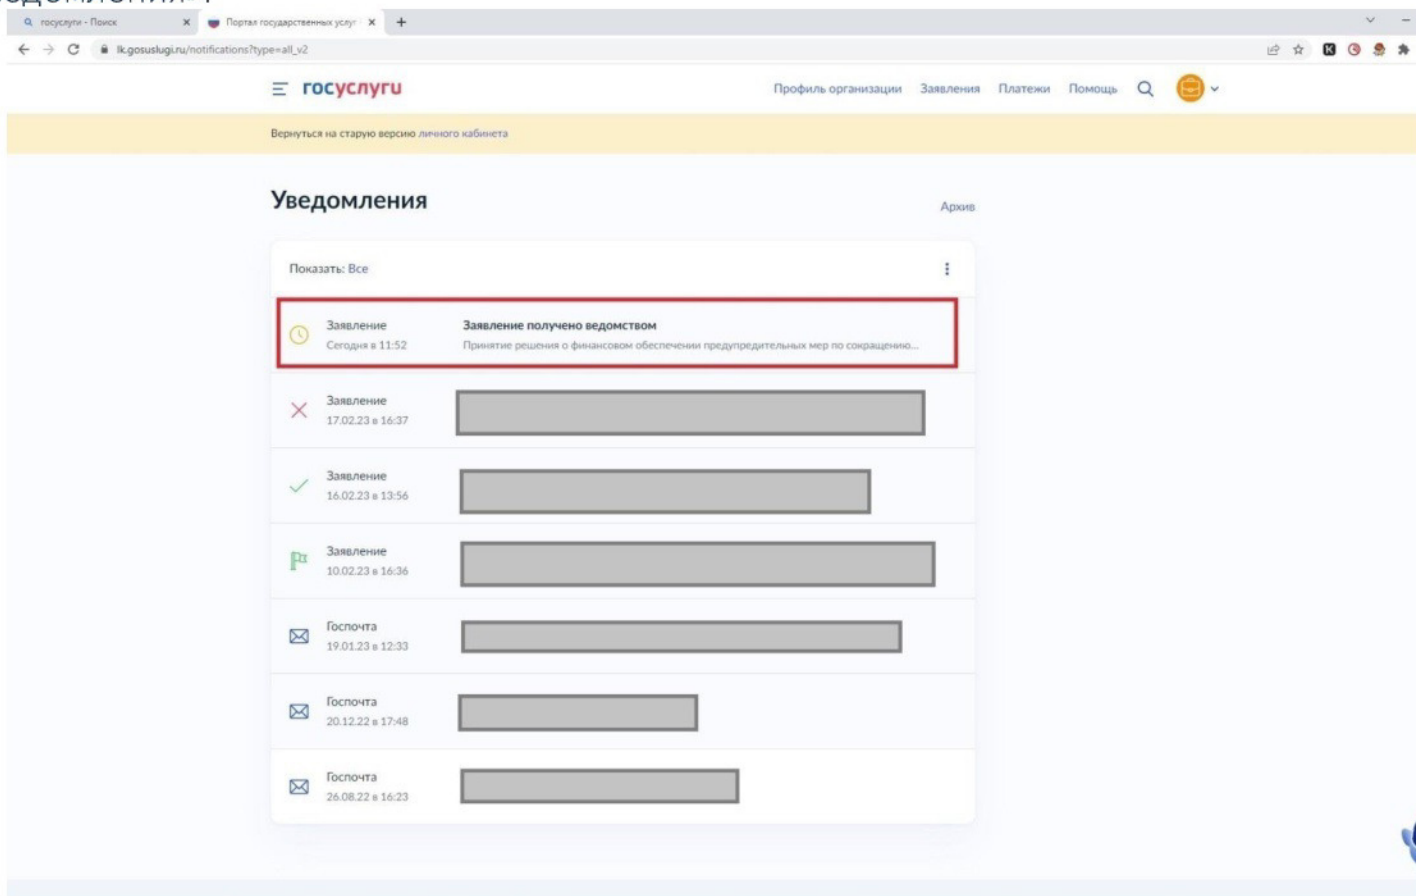 госуслуги - Поиск
Портал государственных услуг
lk.gosuslugi.ru/notifications?type=all_v2
госуслуги
Профиль организации Заявления Платежи Помощь
Вернуться на старую версию личного кабинета
Уведомления
Архив
Показать: Все
Заявление
Сегодня в 11:52
Заявление получено ведомством
Принятие решения о финансовом обеспечении предупредительных мер по сокращению...
Заявление
17.02.23 в 16:37
Заявление
16.02.23 в 13:56
Заявление
10.02.23 в 16:36
Госпочта
19.01.23 в 12:33
Госпочта
20.12.22 в 17:48
Госпочта
26.08.22 в 16:23